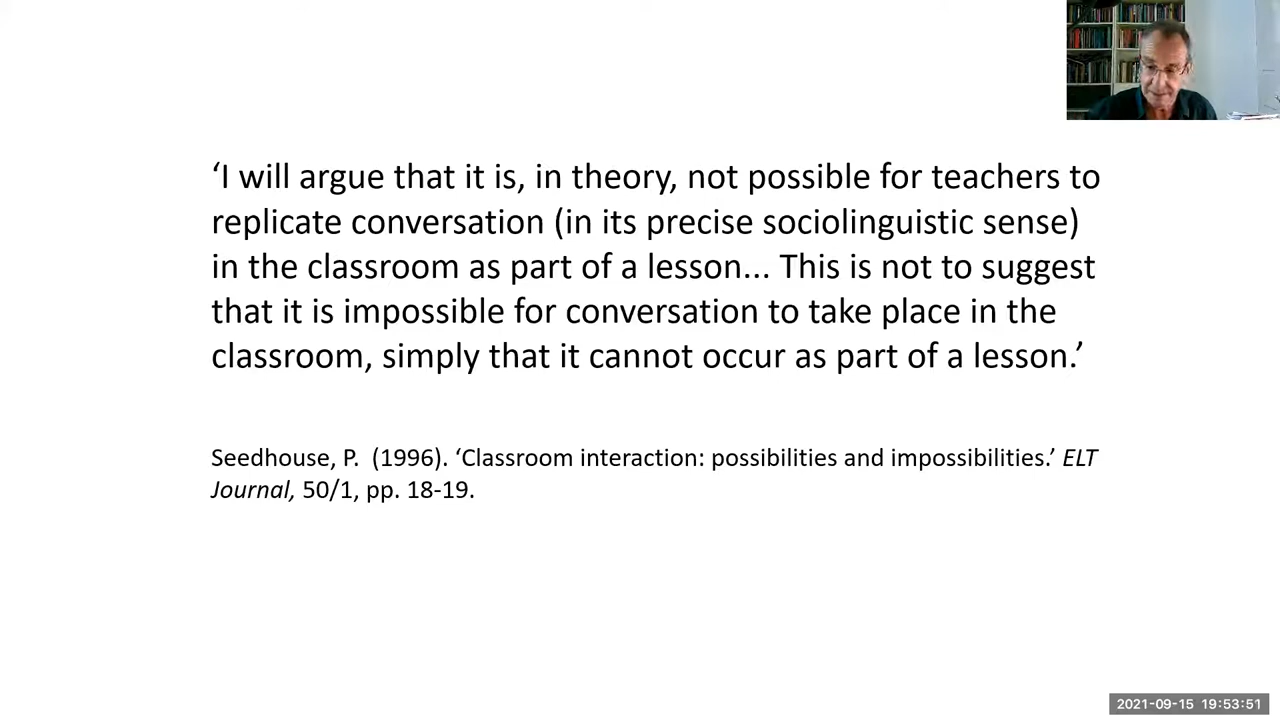 ‘I will argue that it is, in theory, not possible for teachers to
replicate conversation (in its precise sociolinguistic sense)
in the classroom as part of a lesson... This is not to suggest
that it is impossible for conversation to take place in the
classroom, simply that it cannot occur as part of a lesson.’
Seedhouse, P.  (1996). ‘Classroom interaction: possibilities and impossibilities.’ ELT
Journal, 50/1, pp. 18-19.
2021-09-15 19:53:51